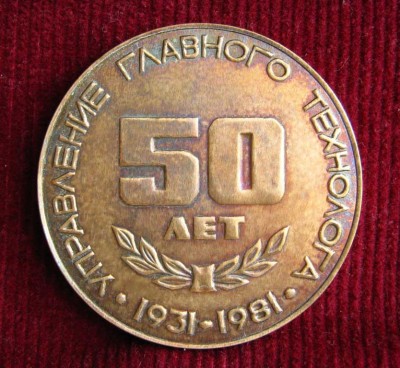 УПРАВЛЕНИЕ ГЛАВНОГО ТЕХНОЛОГА
50
ЛЕТ
• 1931-1981 •